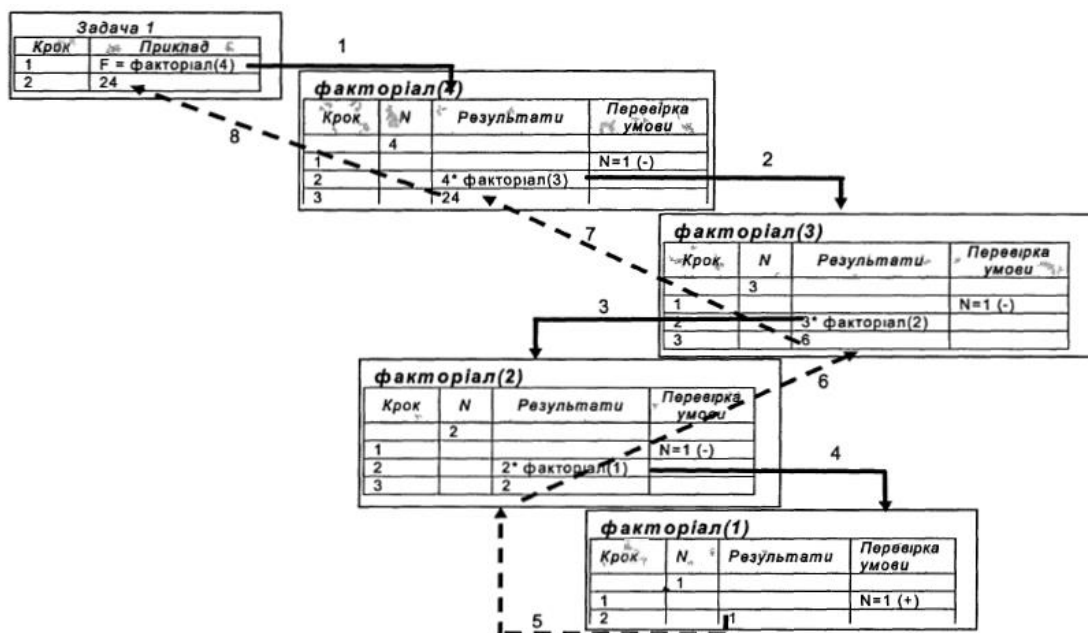 Задача 1
Крок Приклад
1 F = факторіал(4)
2 24
1
факторіал(4)
Крок N Результати Перевірка умови
4
1 N=1 (-)
2 4* факторіал(3)
3 24
8
2
7
факторіал(3)
Крок N Результати Перевірка умови
3
1 N=1 (-)
2 3* факторіал(2)
3 6
3
6
факторіал(2)
Крок N Результати Перевірка умови
2
1 N=1 (-)
2 2* факторіал(1)
3 2
4
факторіал(1)
Крок N Результати Перевірка умови
1
1 N=1 (+)
2 1
5